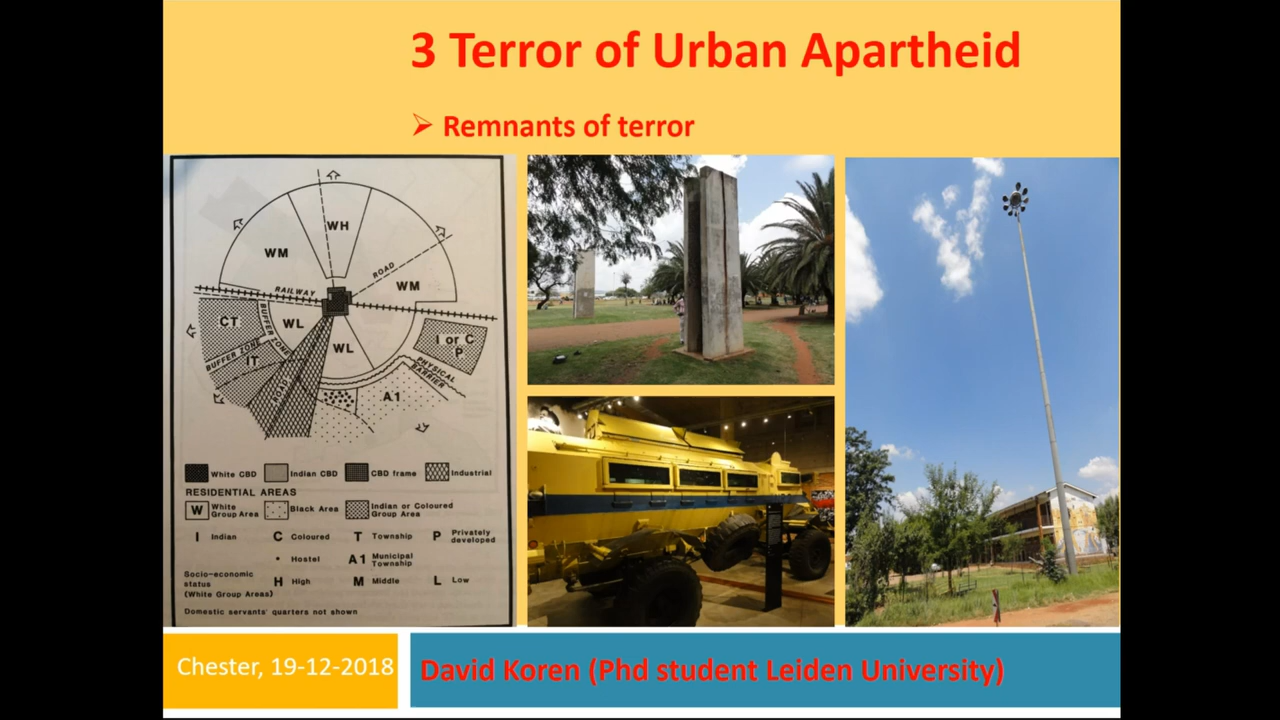 3 Terror of Urban Apartheid
➢ Remnants of terror
WH
WM
ROAD
WM
RAILWAY
CT
WL
BUFFER ZONE
I or C
P
BUFFER ZONE
IT
WL
PHYSICAL BARRIER
ROAD
A1
White CBD
Indian CBD
CBD frame
Industrial
RESIDENTIAL AREAS
W White Group Area
Black Area
Indian or Coloured Group Area
I Indian
C Coloured
T Township
P Privately developed
• Hostel
A1 Municipal Township
Socio-economic status (White Group Areas)
H High
M Middle
L Low
Domestic servants' quarters not shown
Chester, 19-12-2018
David Koren (Phd student Leiden University)